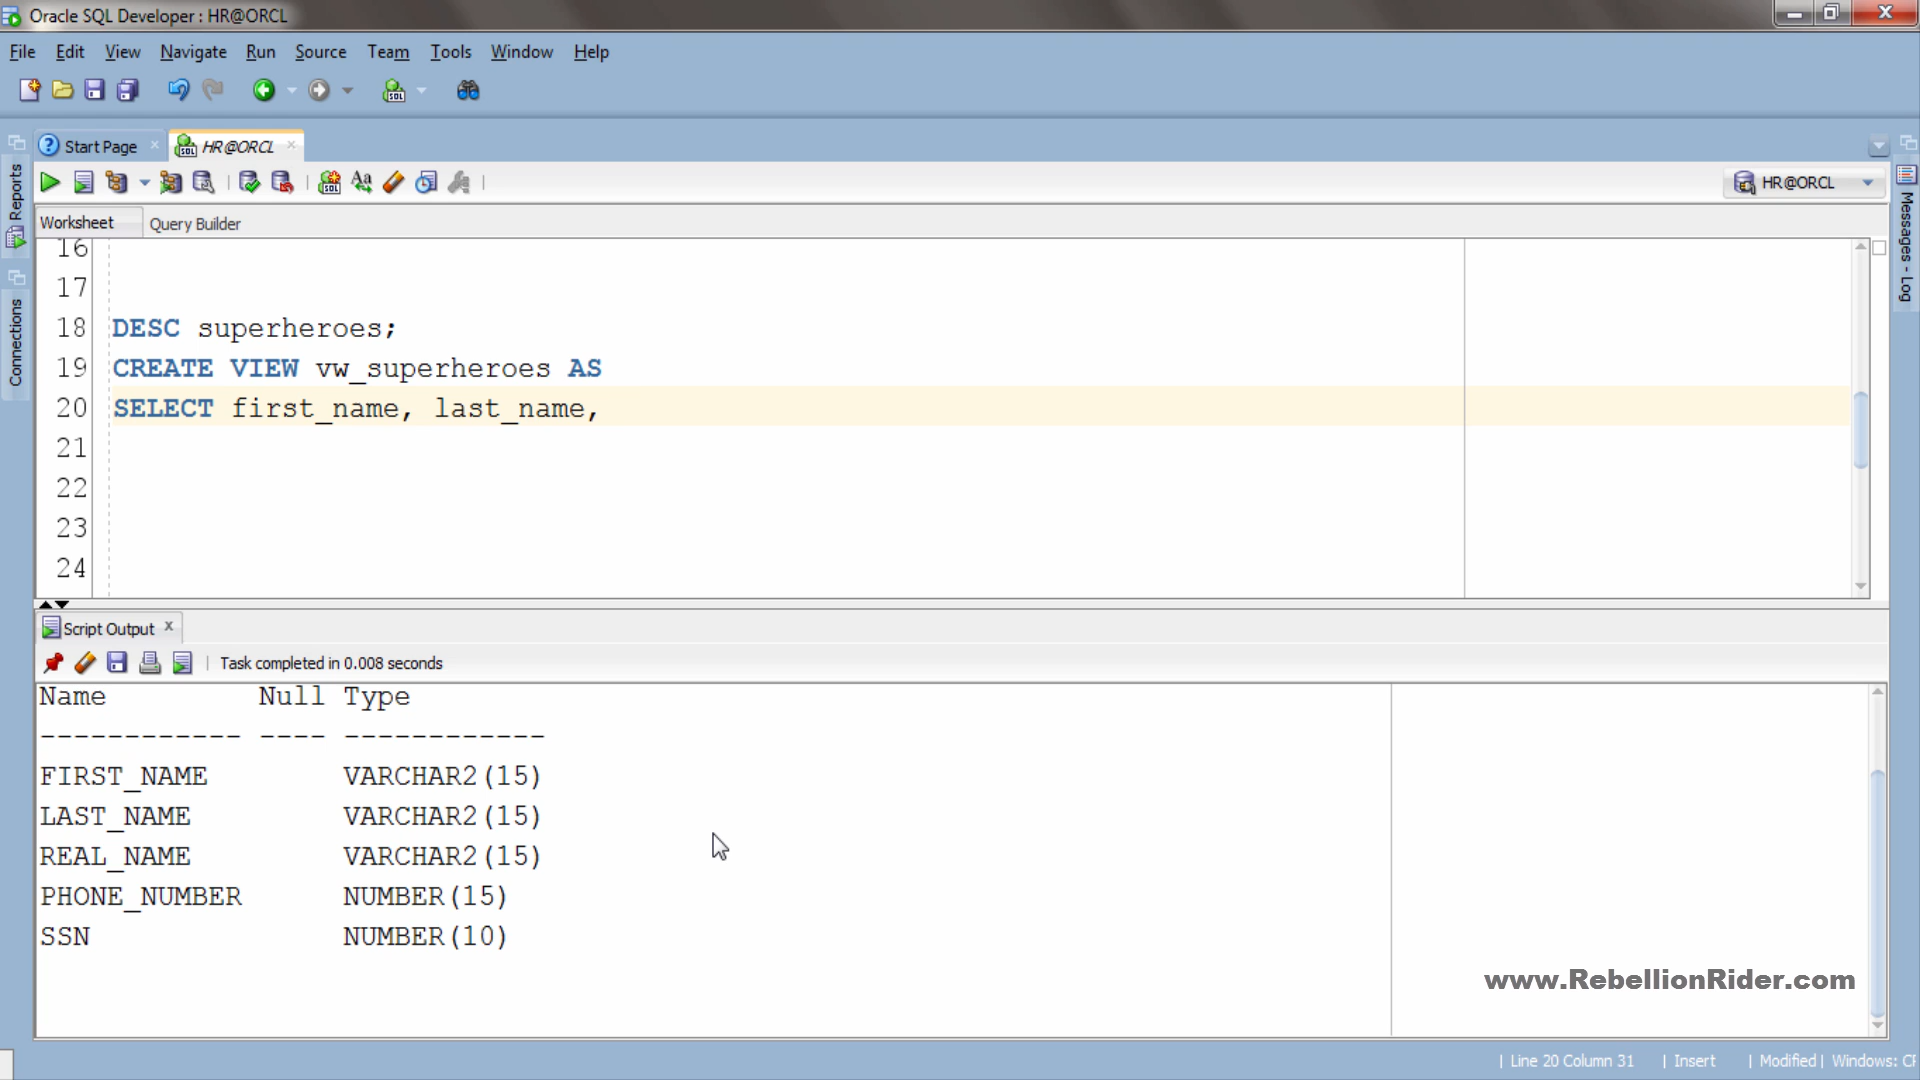 Oracle SQL Developer : HR@ORCL
File Edit View Navigate Run Source Team Tools Window Help
SQL
Start Page HR@ORCL
HR@ORCL
Worksheet Query Builder
16
17
18 DESC superheroes;
19 CREATE VIEW vw_superheroes AS
20 SELECT first_name, last_name,
21
22
23
24
Reports
Connections
Messages - Log
Script Output
Task completed in 0.008 seconds
Name Null Type
------------ ---- ------------
FIRST_NAME VARCHAR2(15)
LAST_NAME VARCHAR2(15)
REAL_NAME VARCHAR2(15)
PHONE_NUMBER NUMBER(15)
SSN NUMBER(10)
www.RebellionRider.com
| Line 20 Column 31 | Insert | Modified | Windows: CF